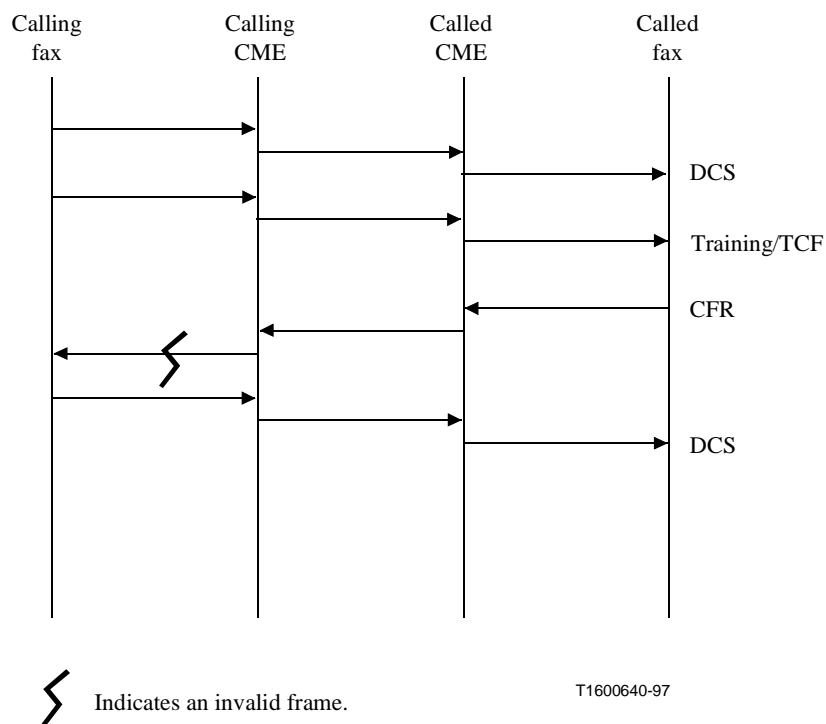 Calling
fax
Calling
CME
Called
CME
Called
fax
DCS
Training/TCF
CFR
DCS
Indicates an invalid frame.
T1600640-97